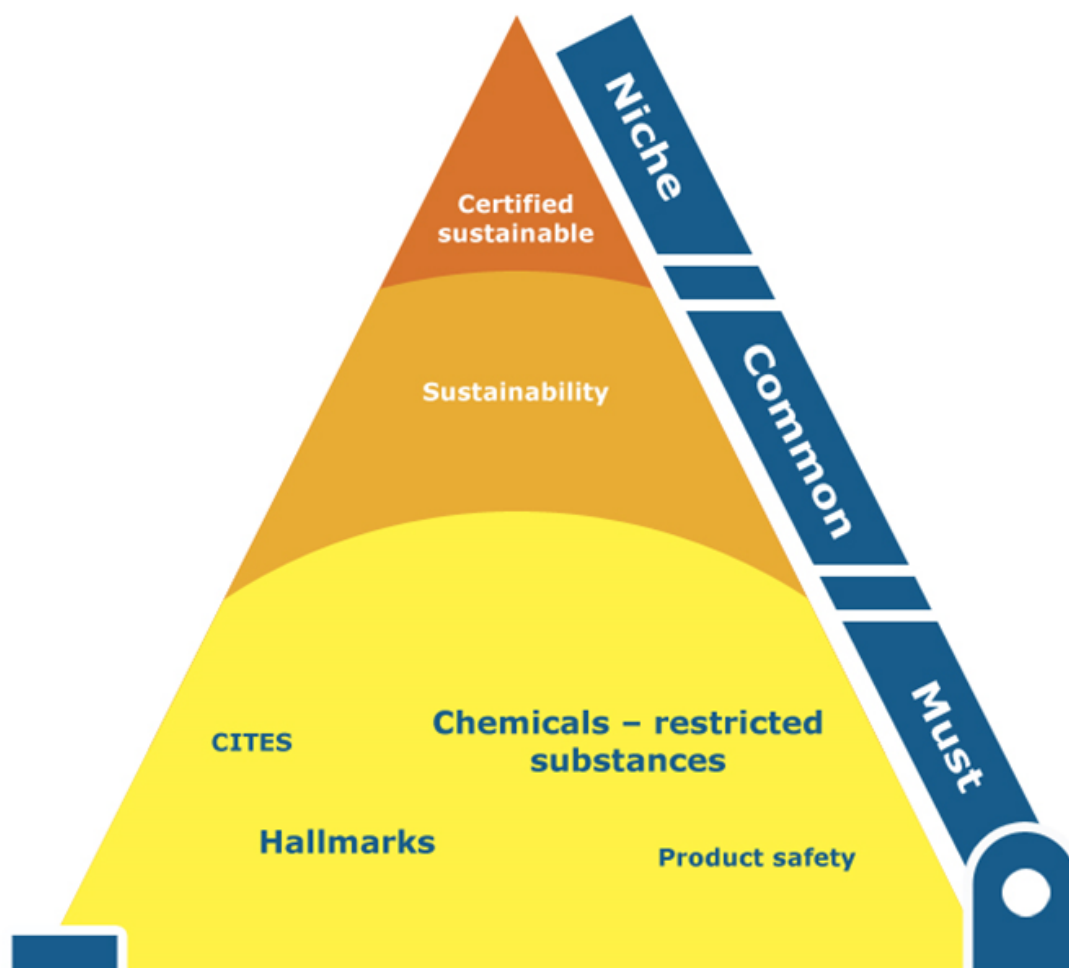 Niche
Certified
sustainable
Common
Sustainability
Must
Chemicals – restricted
substances
CITES
Hallmarks
Product safety